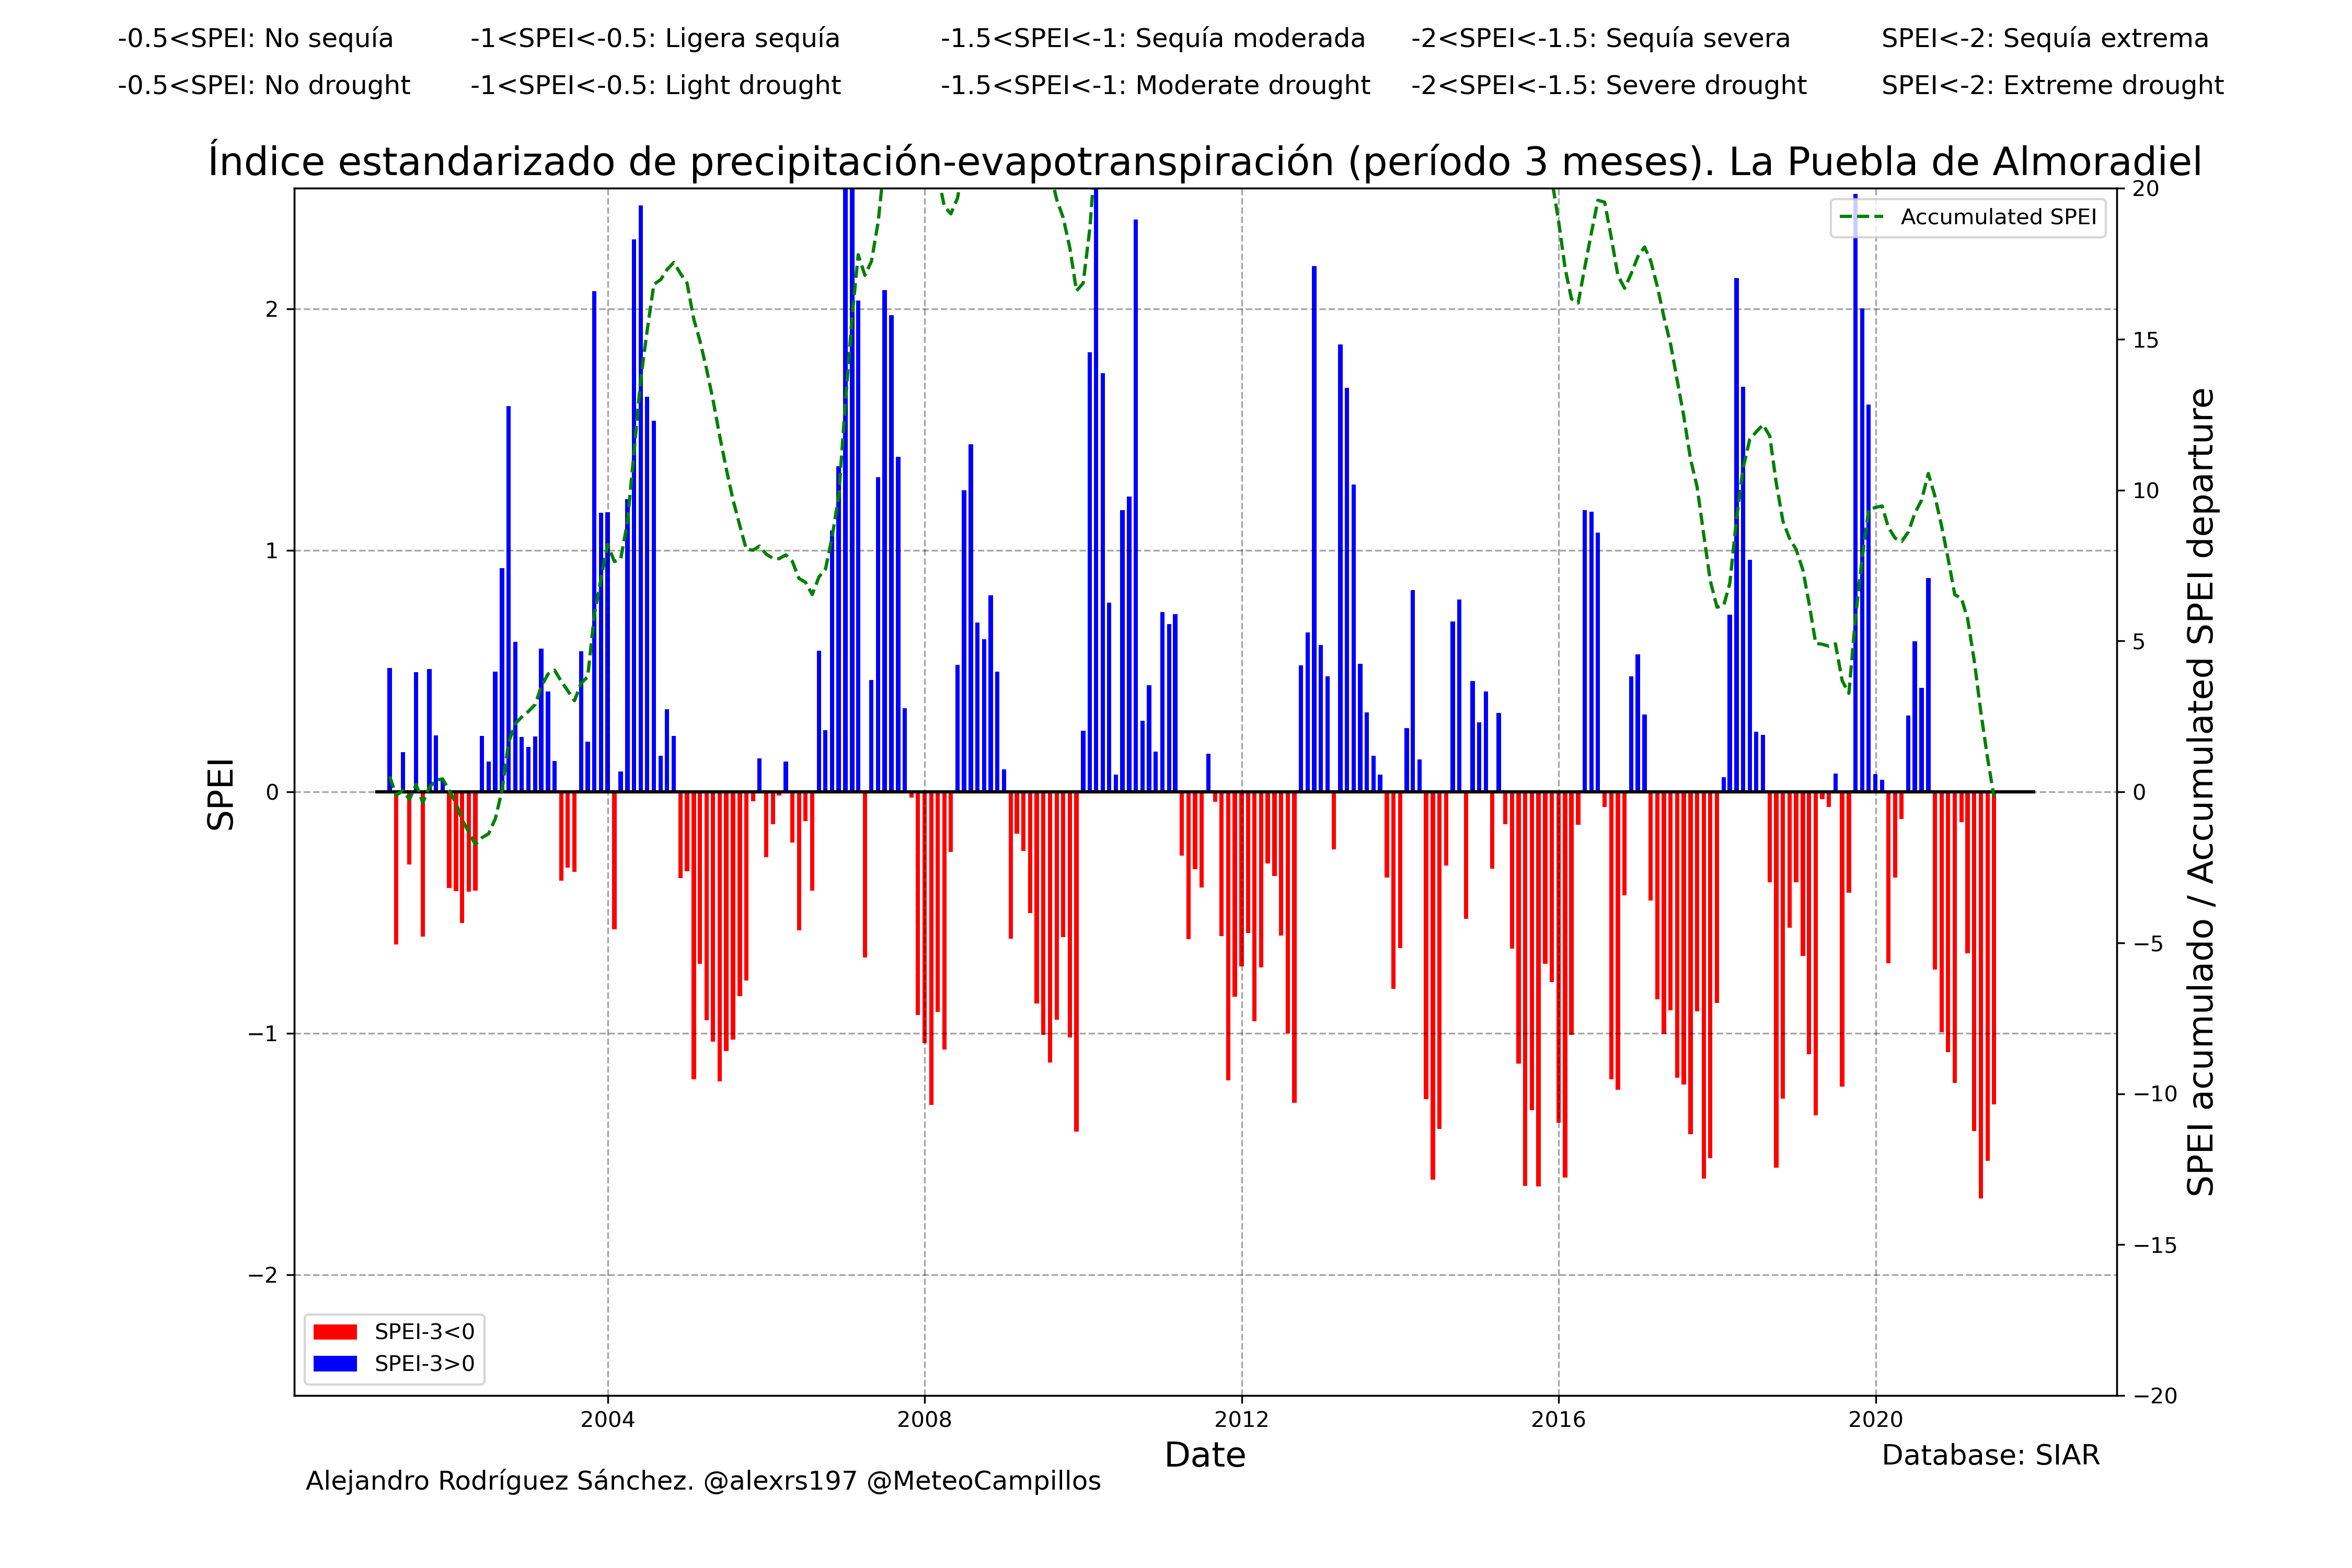 -0.5<SPEI: No sequía -1<SPEI<-0.5: Ligera sequía -1.5<SPEI<-1: Sequía moderada -2<SPEI<-1.5: Sequía severa SPEI<-2: Sequía extrema
-0.5<SPEI: No drought -1<SPEI<-0.5: Light drought -1.5<SPEI<-1: Moderate drought -2<SPEI<-1.5: Severe drought SPEI<-2: Extreme drought
Índice estandarizado de precipitación-evapotranspiración (período 3 meses). La Puebla de Almoradiel
Accumulated SPEI
SPEI
2
1
0
−1
−2
20
15
10
5
0
−5
−10
−15
−20
SPEI acumulado / Accumulated SPEI departure
SPEI-3<0
SPEI-3>0
2004 2008 2012 2016 2020
Date
Database: SIAR
Alejandro Rodríguez Sánchez. @alexrs197 @MeteoCampillos